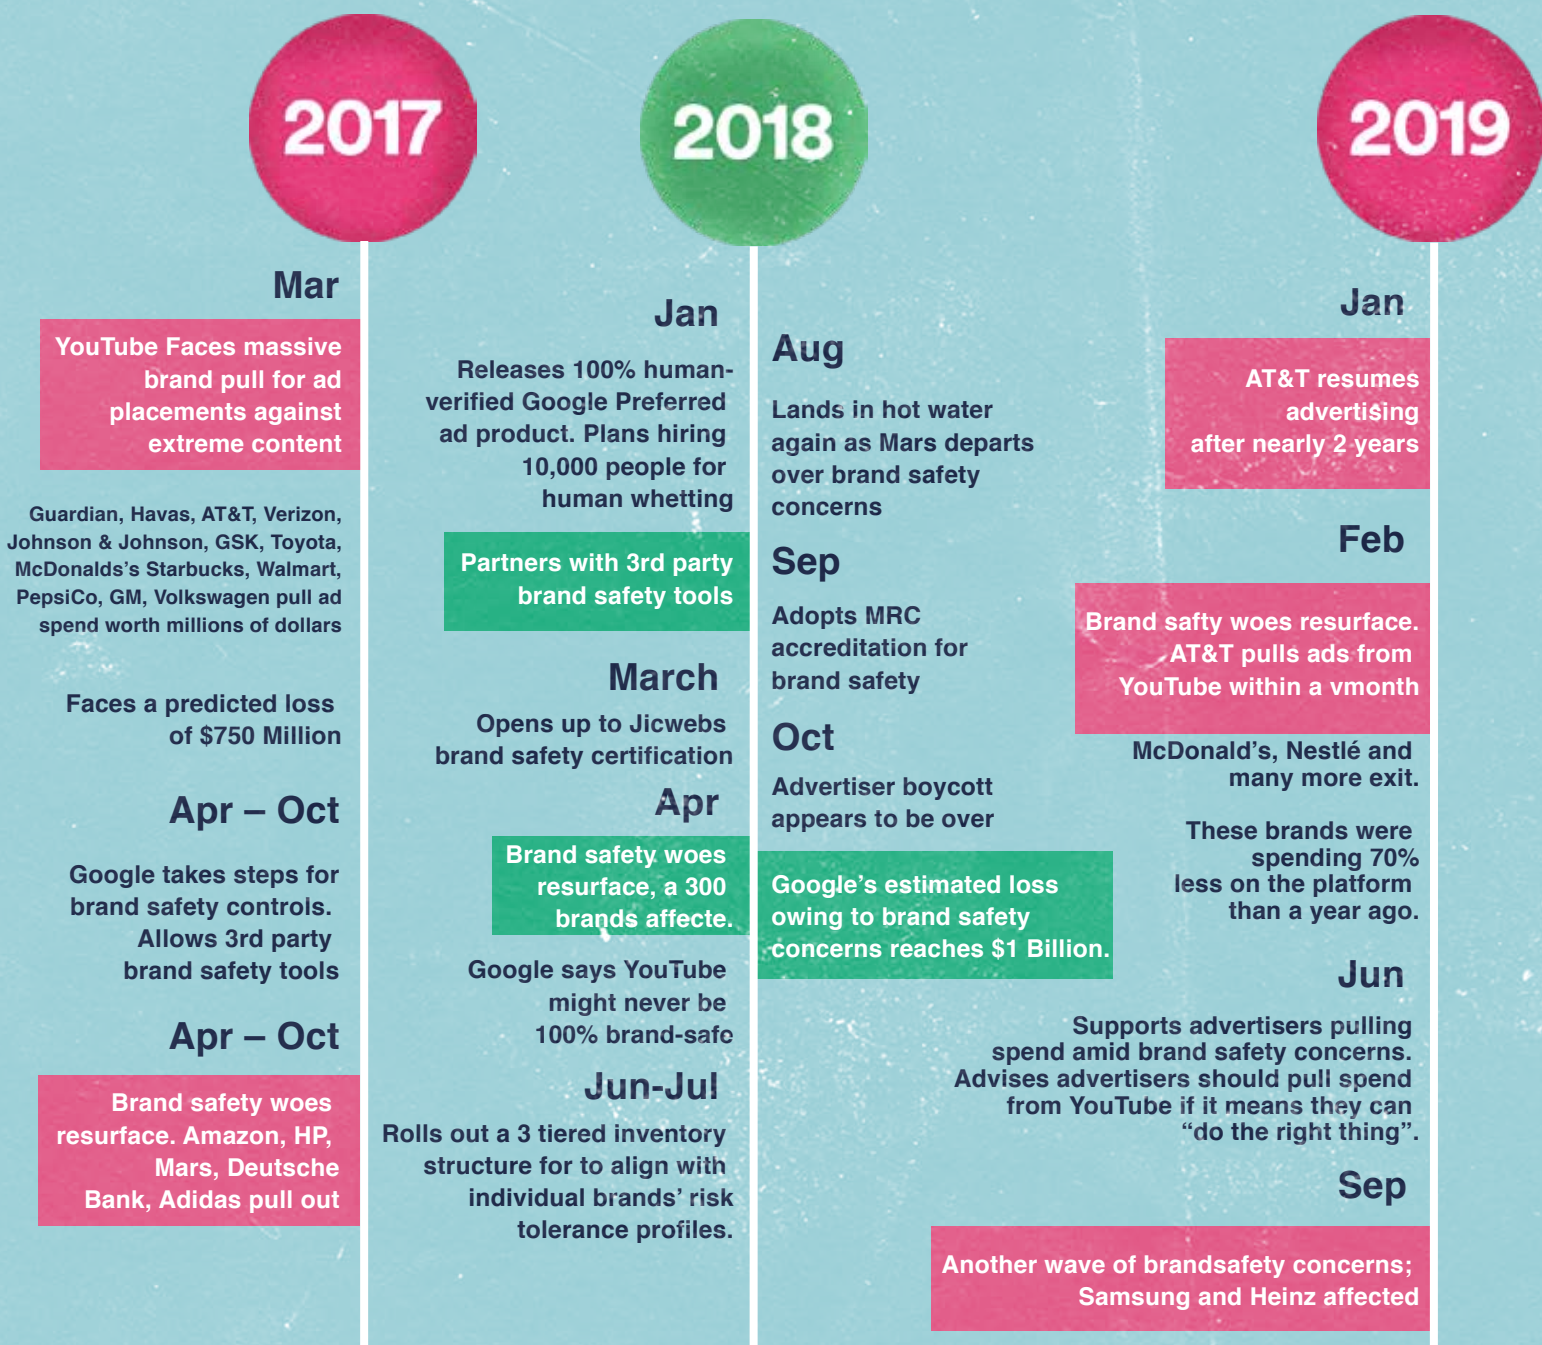 2017
Mar
YouTube Faces massive
brand pull for ad
placements against
extreme content
Guardian, Havas, AT&T, Verizon,
Johnson & Johnson, GSK, Toyota,
McDonalds's Starbucks, Walmart,
PepsiCo, GM, Volkswagen pull ad
spend worth millions of dollars
Faces a predicted loss
of $750 Million
Apr – Oct
Google takes steps for
brand safety controls.
Allows 3rd party
brand safety tools
Apr – Oct
Brand safety woes
resurface. Amazon, HP,
Mars, Deutsche
Bank, Adidas pull out
2018
Jan
Releases 100% human-
verified Google Preferred
ad product. Plans hiring
10,000 people for
human whetting
Partners with 3rd party
brand safety tools
March
Opens up to Jicwebs
brand safety certification
Apr
Brand safety woes
resurface, a 300
brands affecte.
Google says YouTube
might never be
100% brand-safe
Jun-Jul
Rolls out a 3 tiered inventory
structure for to align with
individual brands' risk
tolerance profiles.
Aug
Lands in hot water
again as Mars departs
over brand safety
concerns
Sep
Adopts MRC
accreditation for
brand safety
Oct
Advertiser boycott
appears to be over
Google's estimated loss
owing to brand safety
concerns reaches $1 Billion.
2019
Jan
AT&T resumes
advertising
after nearly 2 years
Feb
Brand safty woes resurface.
AT&T pulls ads from
YouTube within a vmonth
McDonald's, Nestlé and
many more exit.
These brands were
spending 70%
less on the platform
than a year ago.
Jun
Supports advertisers pulling
spend amid brand safety concerns.
Advises advertisers should pull spend
from YouTube if it means they can
“do the right thing”.
Sep
Another wave of brandsafety concerns;
Samsung and Heinz affected